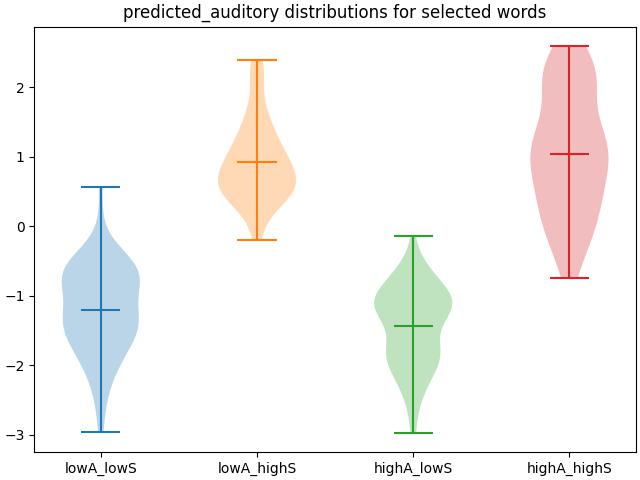 predicted_auditory distributions for selected words
2
1
0
−1
−2
−3
lowA_lowS
lowA_highS
highA_lowS
highA_highS